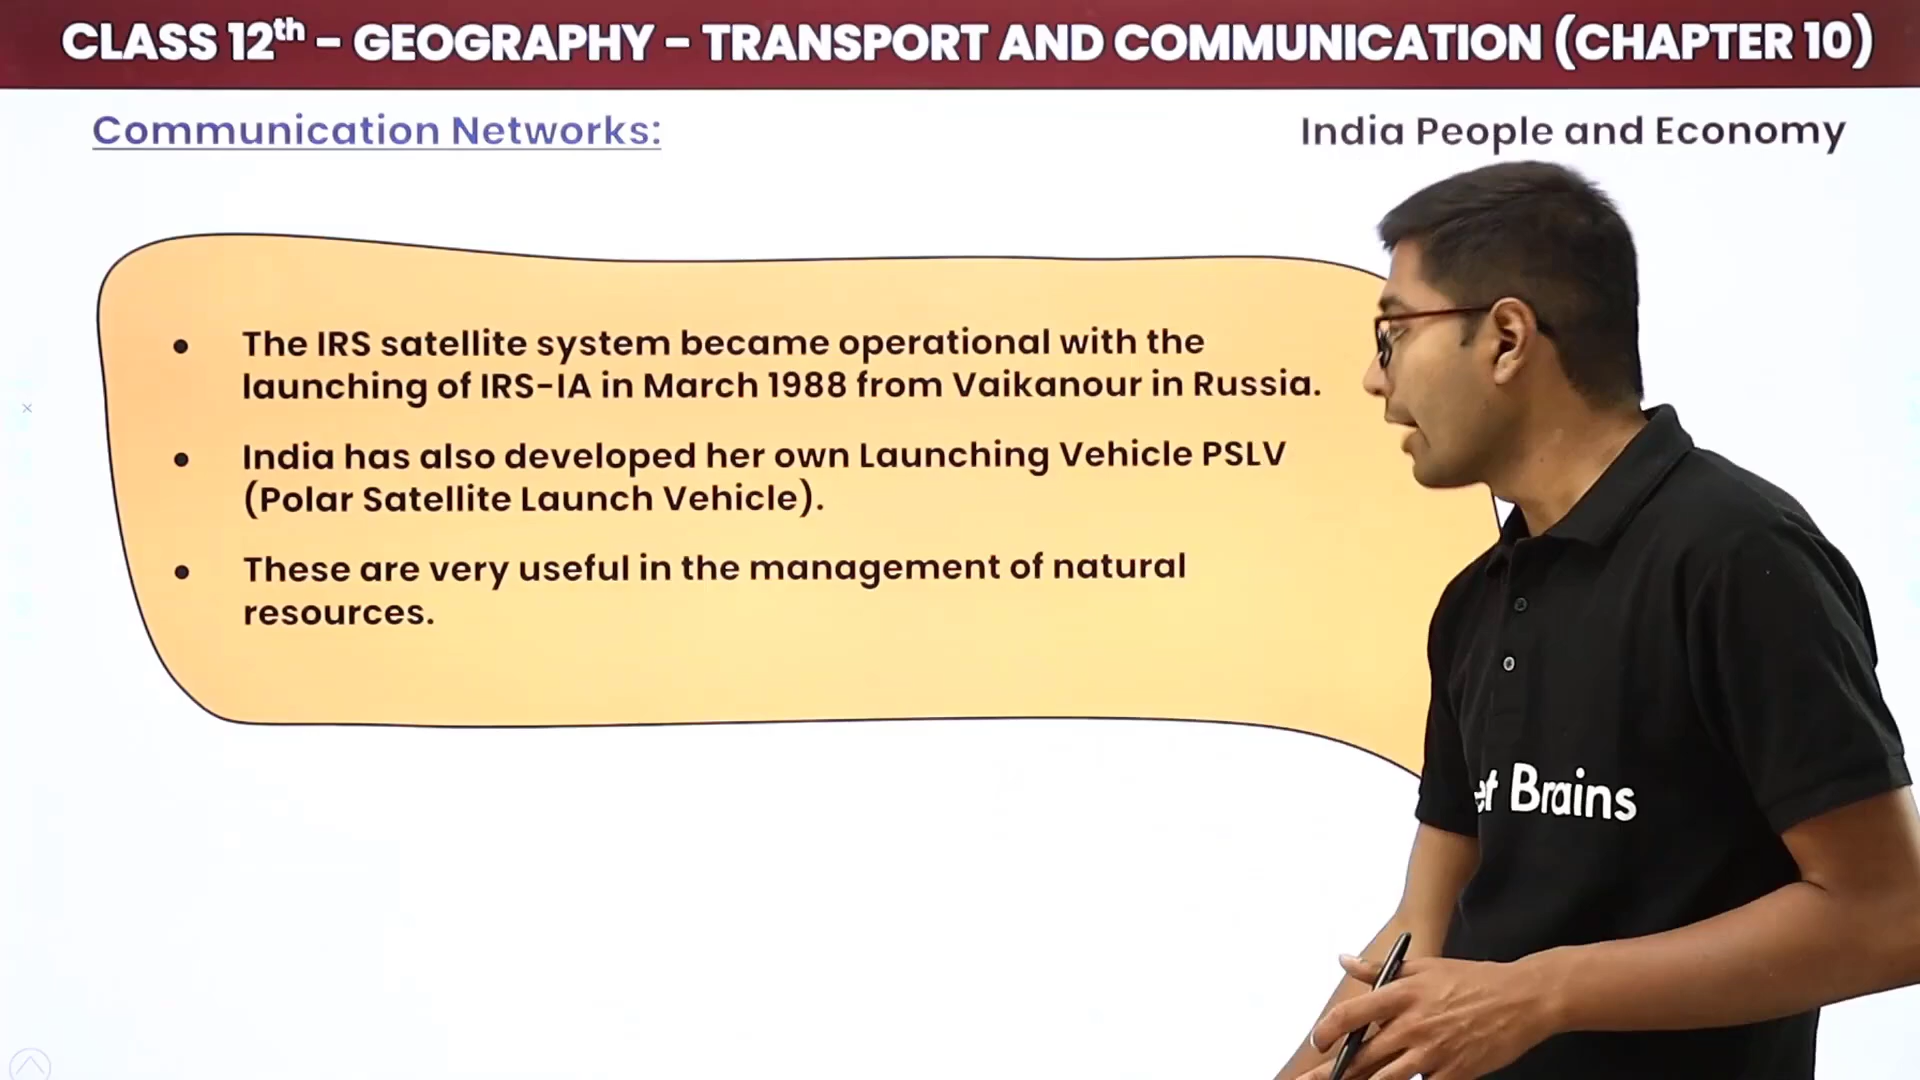 CLASS 12th - GEOGRAPHY - TRANSPORT AND COMMUNICATION (CHAPTER 10)
Communication Networks:
India People and Economy
• The IRS satellite system became operational with the
launching of IRS-IA in March 1988 from Vaikanour in Russia.
• India has also developed her own Launching Vehicle PSLV
(Polar Satellite Launch Vehicle).
• These are very useful in the management of natural
resources.
et Brains